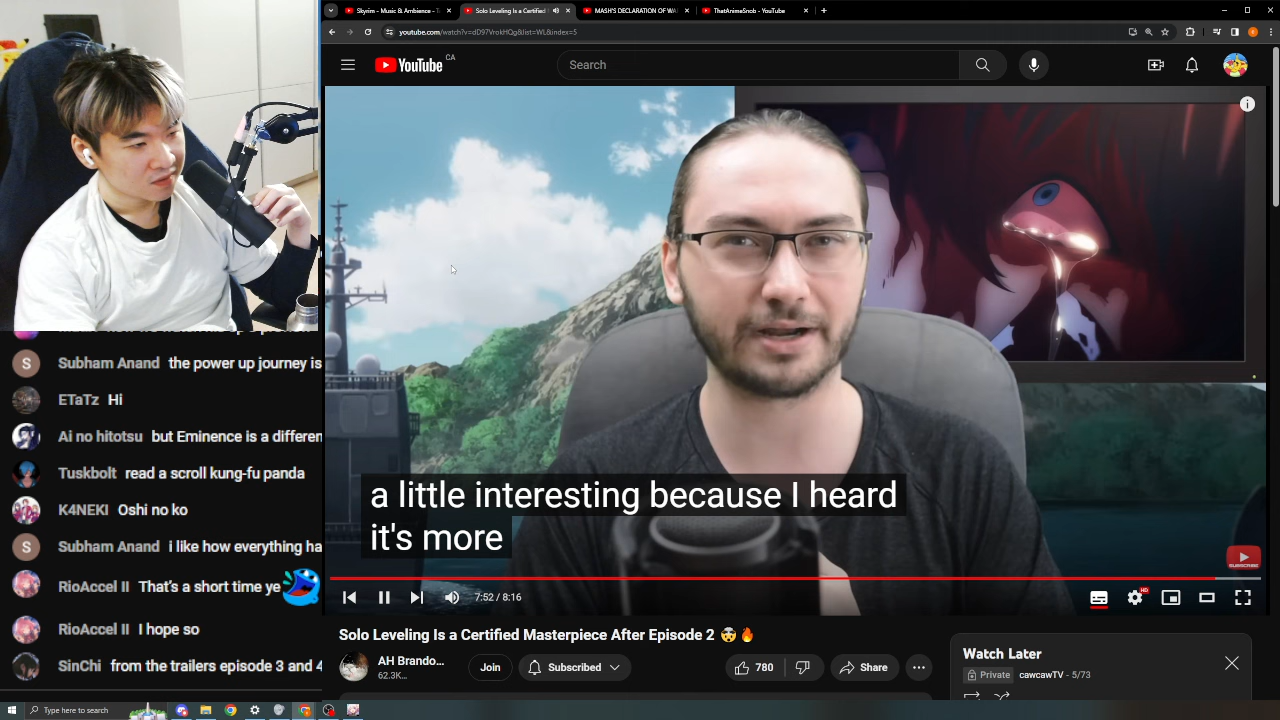 Skyrim - Music & Ambience - T
Solo Leveling Is a Certified
MASH'S DECLARATION OF WA
ThatAnimeSnob - YouTube
youtube.com/watch?v=dD97VrokHQg&list=WL&index=5
YouTube CA
Search
a little interesting because I heard
it's more
SUBSCRIBE
7:52 / 8:16
HD
Solo Leveling Is a Certified Masterpiece After Episode 2 🤯🔥
AH Brando...
62.3K...
Join
Subscribed
780
Share
Watch Later
Private cawcawTV - 5/73
Subham Anand the power up journey is
ETaTz Hi
Ai no hitotsu but Eminence is a differen
Tuskbolt read a scroll kung-fu panda
K4NEKI Oshi no ko
Subham Anand i like how everything ha
RioAccel II That's a short time ye
RioAccel II I hope so
SinChi from the trailers episode 3 and 4
Type here to search